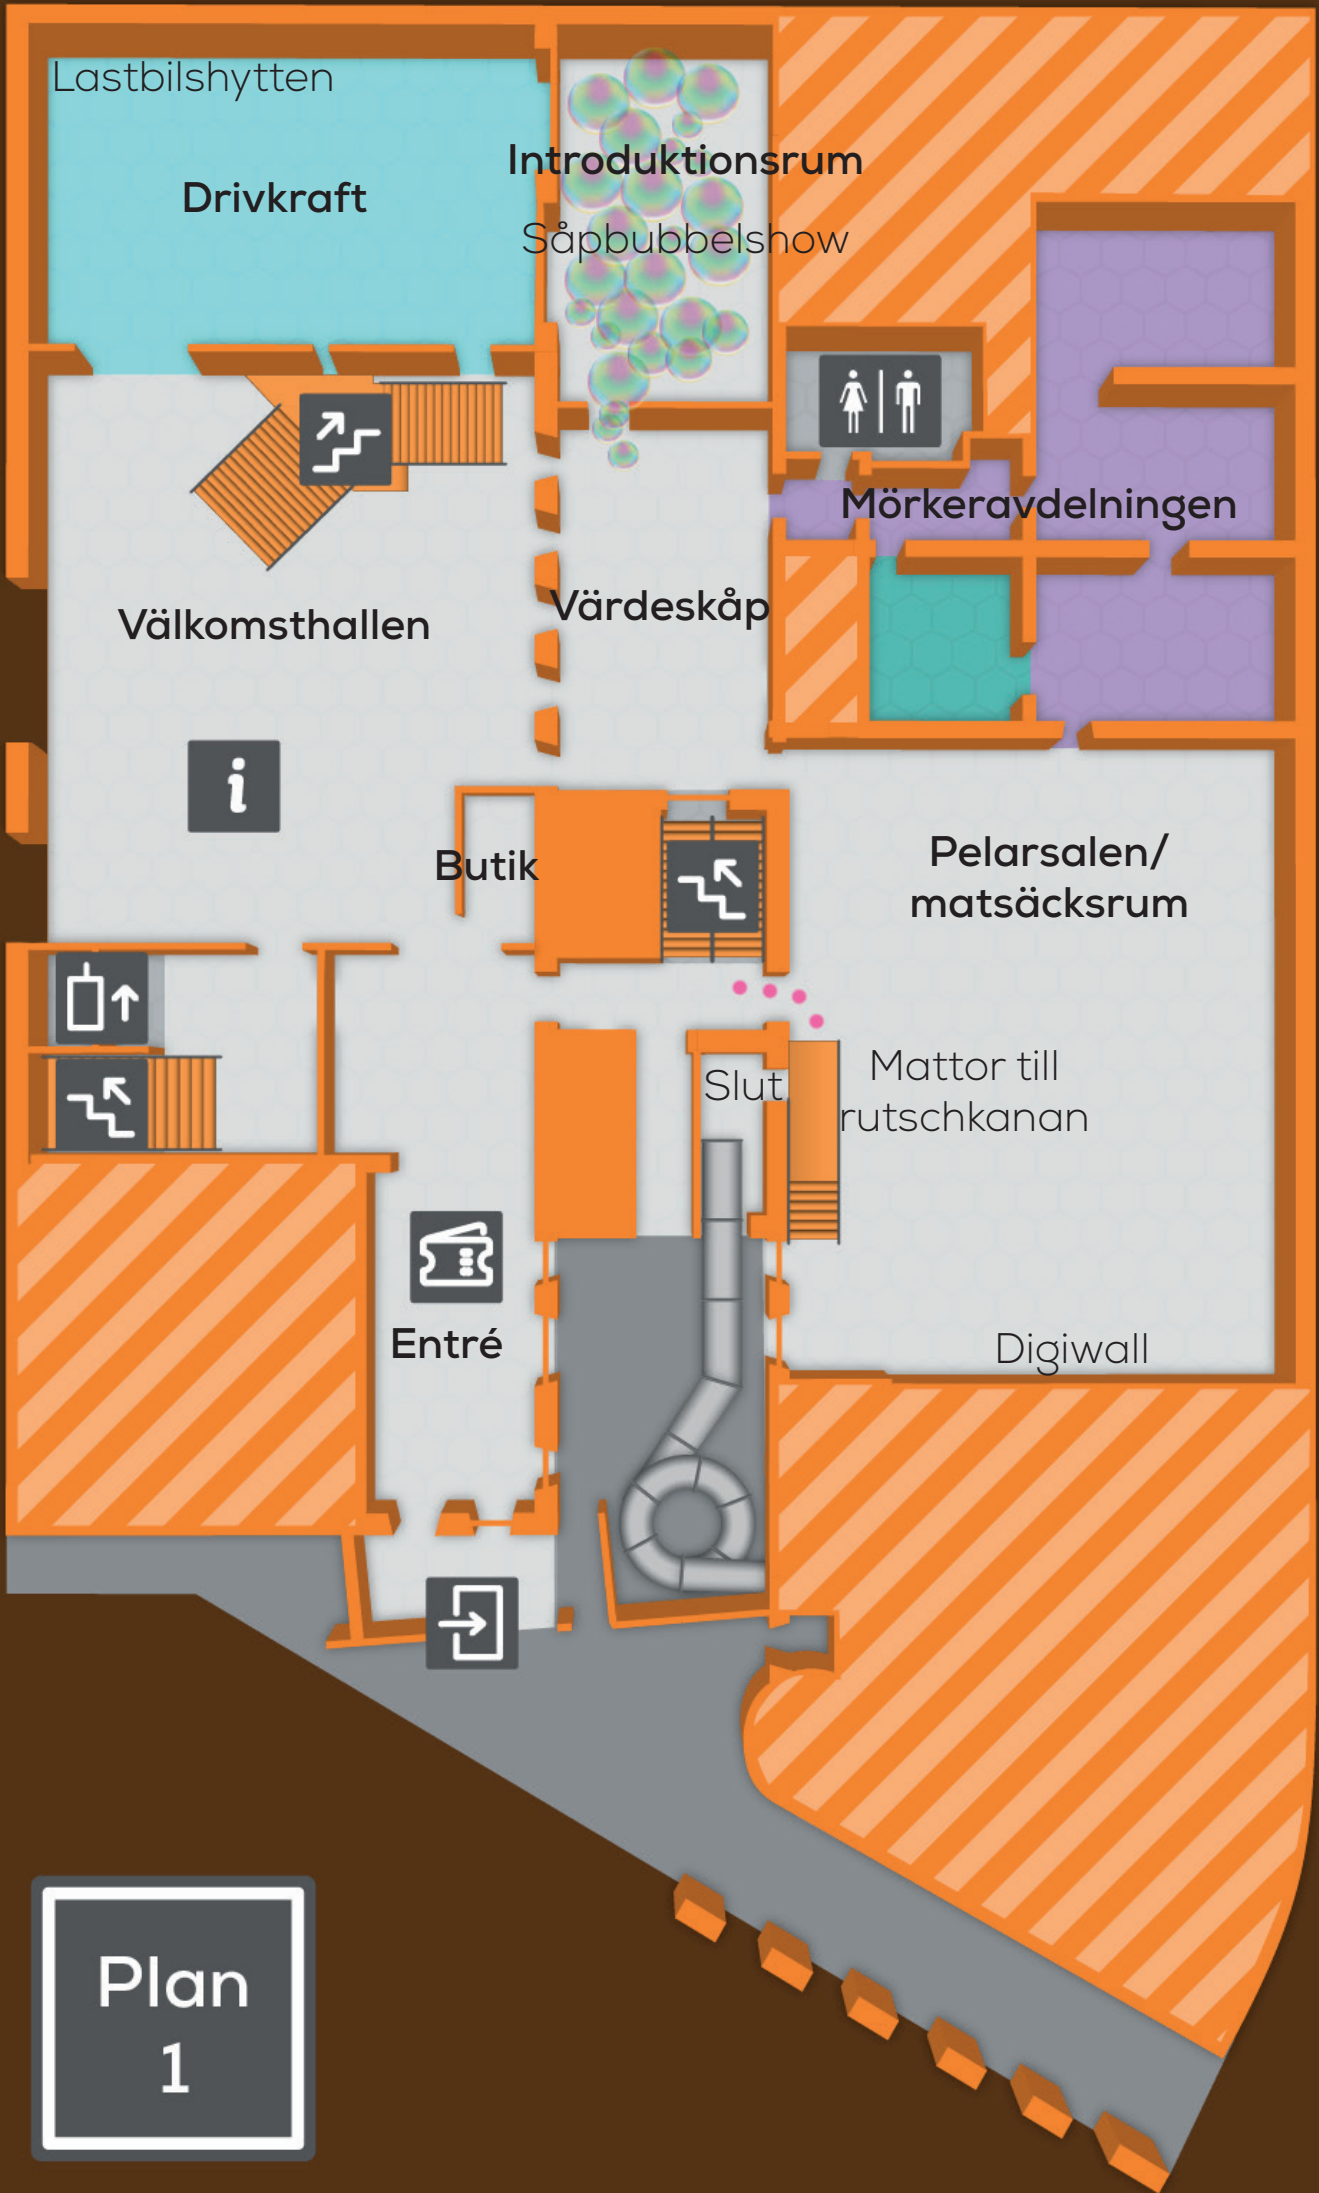 Lastbilshytten
Drivkraft
Introduktionsrum
Såpbubbelshow
Mörkeravdelningen
Välkomsthallen
Värdeskåp
i
Butik
Pelarsalen/
matsäcksrum
Slut
Mattor till
rutschkanan
Entré
Digiwall
Plan
1